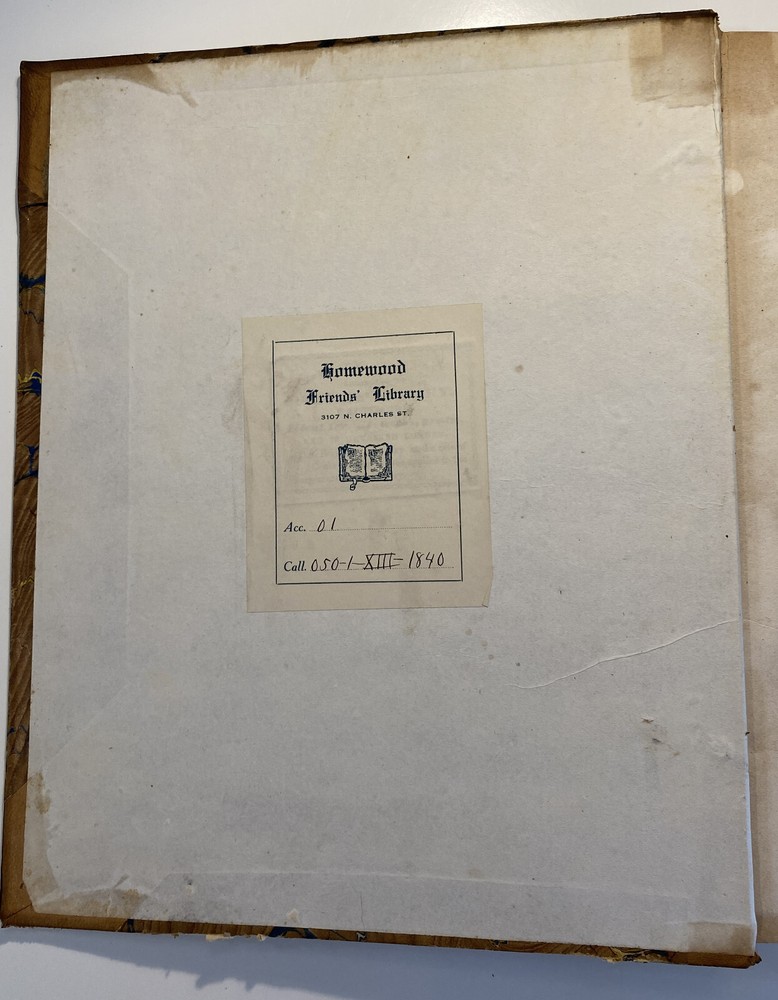 Homewood
Friends' Library
3107 N. CHARLES ST.
Acc. 01
Call. 050-1-XIII-1840